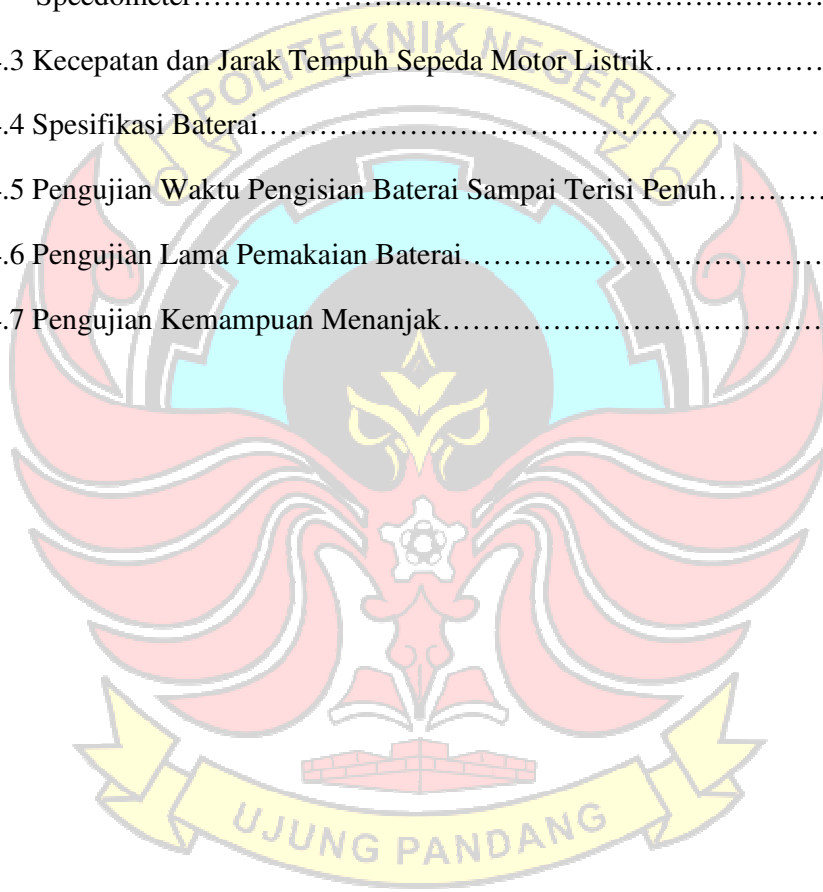 Speedometer……………………………………………………
.3 Kecepatan dan Jarak Tempuh Sepeda Motor Listrik………………
.4 Spesifikasi Baterai…………………………………………………
.5 Pengujian Waktu Pengisian Baterai Sampai Terisi Penuh…………
.6 Pengujian Lama Pemakaian Baterai………………………………
.7 Pengujian Kemampuan Menanjak…………………………………
POLITEKNIK NEGERI
UJUNG PANDANG